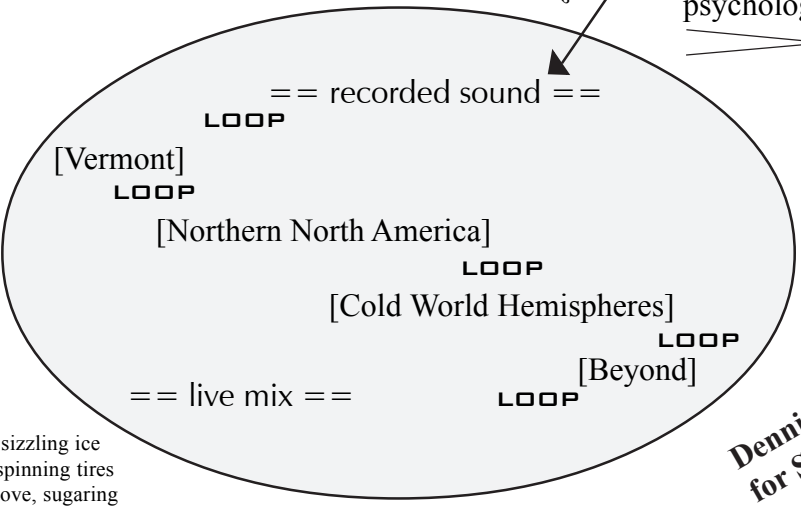 == recorded sound ==
LOOP
[Vermont]
LOOP
[Northern North America]
LOOP
[Cold World Hemispheres]
LOOP
[Beyond]
== live mix ==
LOOP
sizzling ice
spinning tires
sugaring
for